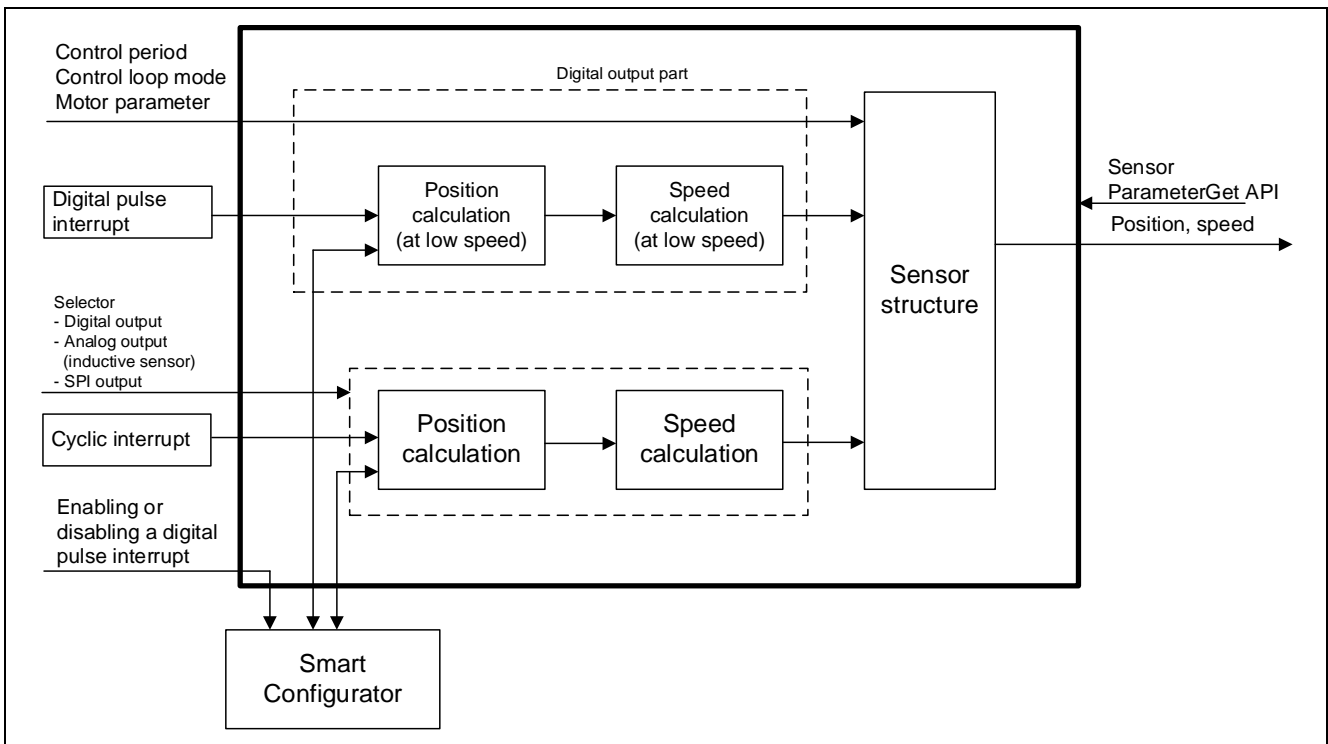 Control period
Control loop mode
Motor parameter
Digital output part
Digital pulse
interrupt
Position
calculation
(at low speed)
Speed
calculation
(at low speed)
Sensor
structure
Sensor
ParameterGet API
Position, speed
Selector
- Digital output
- Analog output
(inductive sensor)
- SPI output
Cyclic interrupt
Position
calculation
Speed
calculation
Enabling or
disabling a digital
pulse interrupt
Smart
Configurator